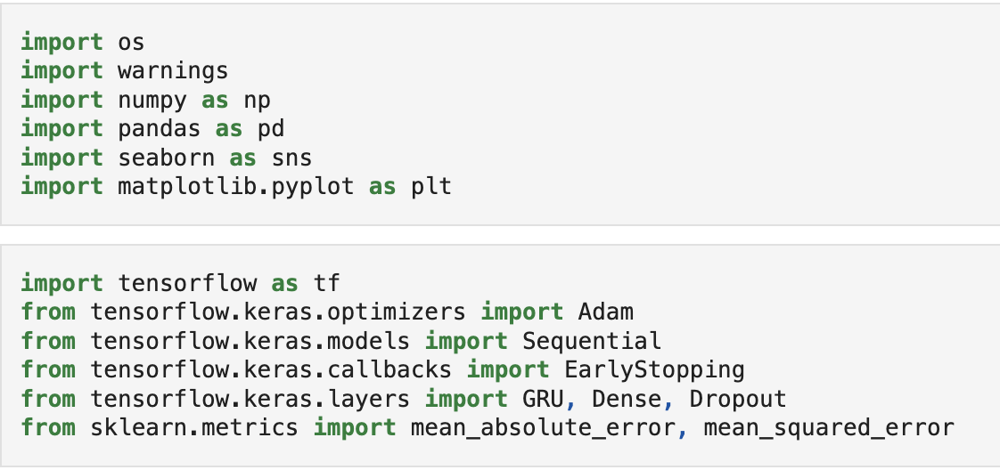 import os
import warnings
import numpy as np
import pandas as pd
import seaborn as sns
import matplotlib.pyplot as plt
import tensorflow as tf
from tensorflow.keras.optimizers import Adam
from tensorflow.keras.models import Sequential
from tensorflow.keras.callbacks import EarlyStopping
from tensorflow.keras.layers import GRU, Dense, Dropout
from sklearn.metrics import mean_absolute_error, mean_squared_error